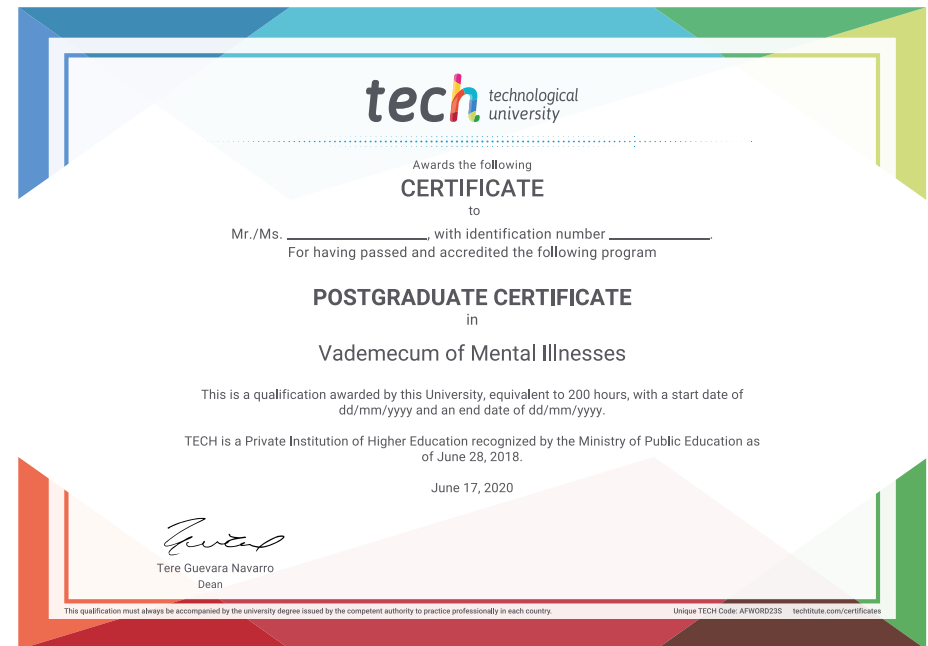 tech technological
university
Awards the following
CERTIFICATE
to
Mr./Ms. ____________________, with identification number ______________.
For having passed and accredited the following program
POSTGRADUATE CERTIFICATE
in
Vademecum of Mental Illnesses
This is a qualification awarded by this University, equivalent to 200 hours, with a start date of
dd/mm/yyyy and an end date of dd/mm/yyyy.
TECH is a Private Institution of Higher Education recognized by the Ministry of Public Education as
of June 28, 2018.
June 17, 2020
Tere Guevara Navarro
Dean
This qualification must always be accompanied by the university degree issued by the competent authority to practice professionally in each country. Unique TECH Code: AFWORD23S techtitute.com/certificates